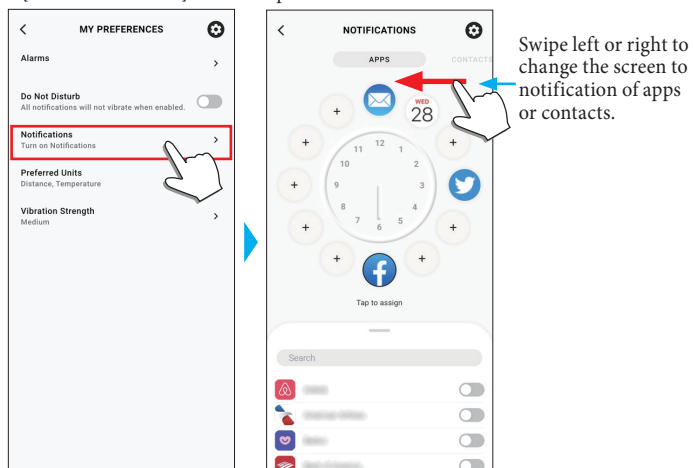 MY PREFERENCES
Alarms
Do Not Disturb
All notifications will not vibrate when enabled.
Notifications
Turn on Notifications
Preferred Units
Distance, Temperature
Vibration Strength
Medium
NOTIFICATIONS
APPS CONTACTS
WED
28
12
11 1
10 2
9 3
8 4
7 5
6
Tap to assign
Search
Swipe left or right to
change the screen to
notification of apps
or contacts.